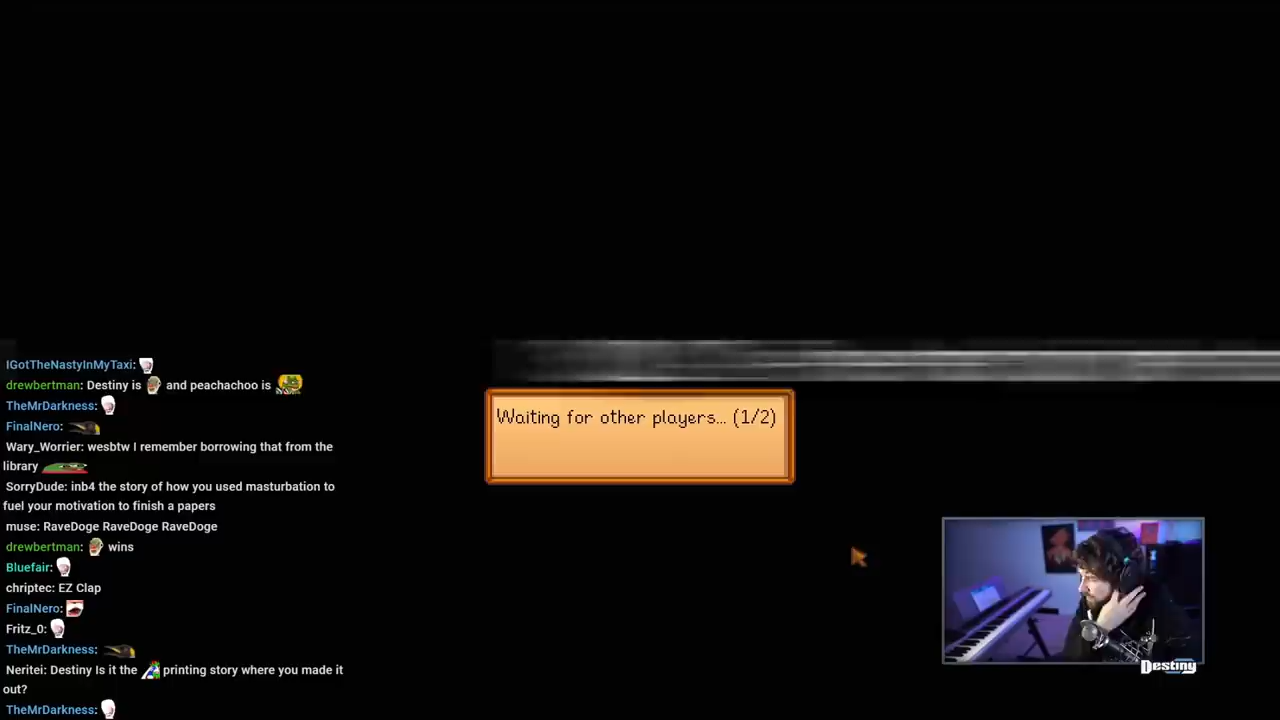 IGotTheNastyInMyTaxi:
drewbertman: Destiny is and peachachoo is
TheMrDarkness:
FinalNero:
Wary_Worrier: wesbtw I remember borrowing that from the
library
SorryDude: inb4 the story of how you used masturbation to
fuel your motivation to finish a papers
muse: RaveDoge RaveDoge RaveDoge
drewbertman: wins
Bluefair:
chriptec: EZ Clap
FinalNero:
Fritz_0:
TheMrDarkness:
Neritei: Destiny Is it the printing story where you made it
out?
TheMrDarkness:
Waiting for other players... (1/2)
Destiny